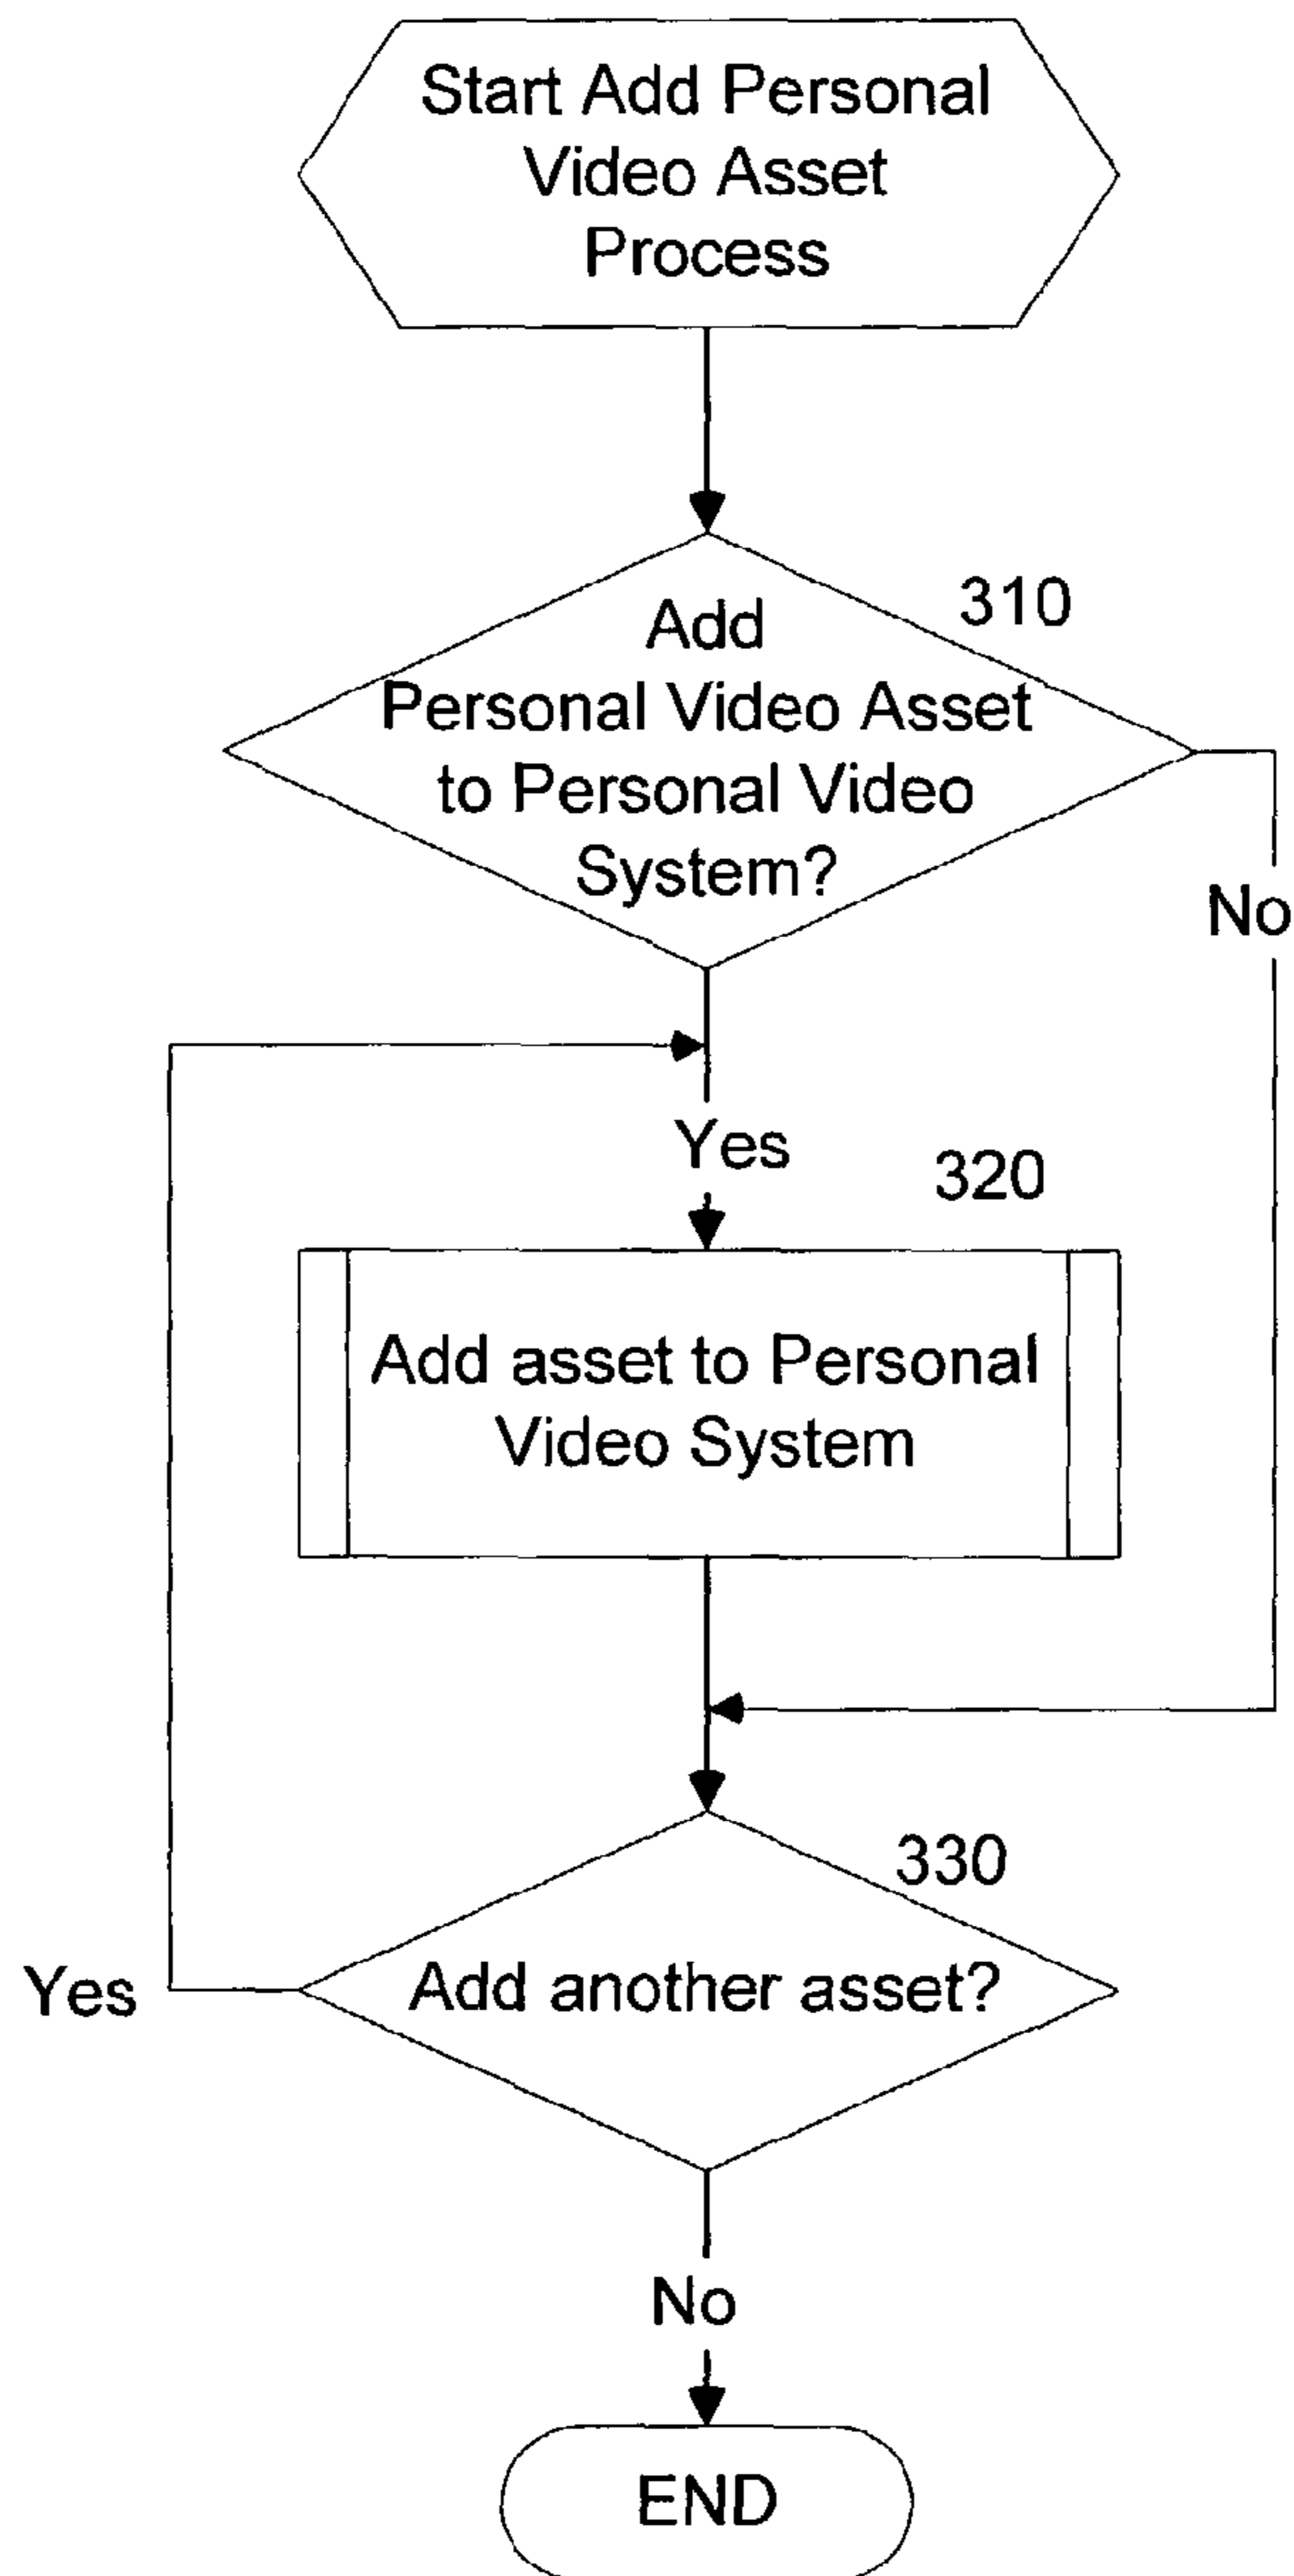 Start Add Personal
Video Asset
Process
310
Add
Personal Video Asset
to Personal Video
System?
No
Yes
320
Add asset to Personal
Video System
330
Add another asset?
Yes
No
END